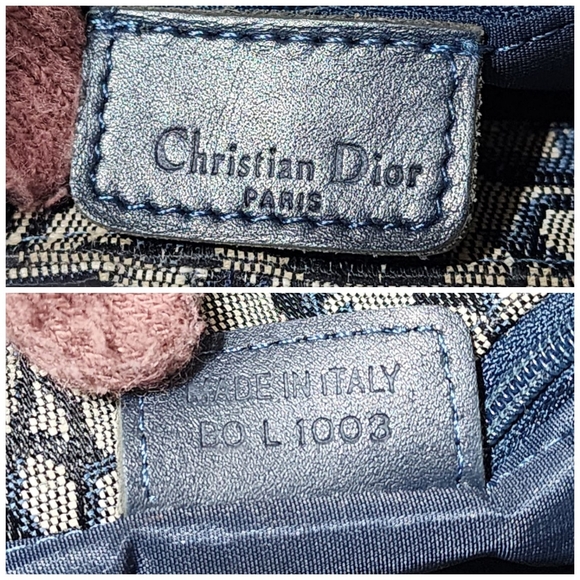 Christian Dior
PARIS
MADE IN ITALY
BO L 1003